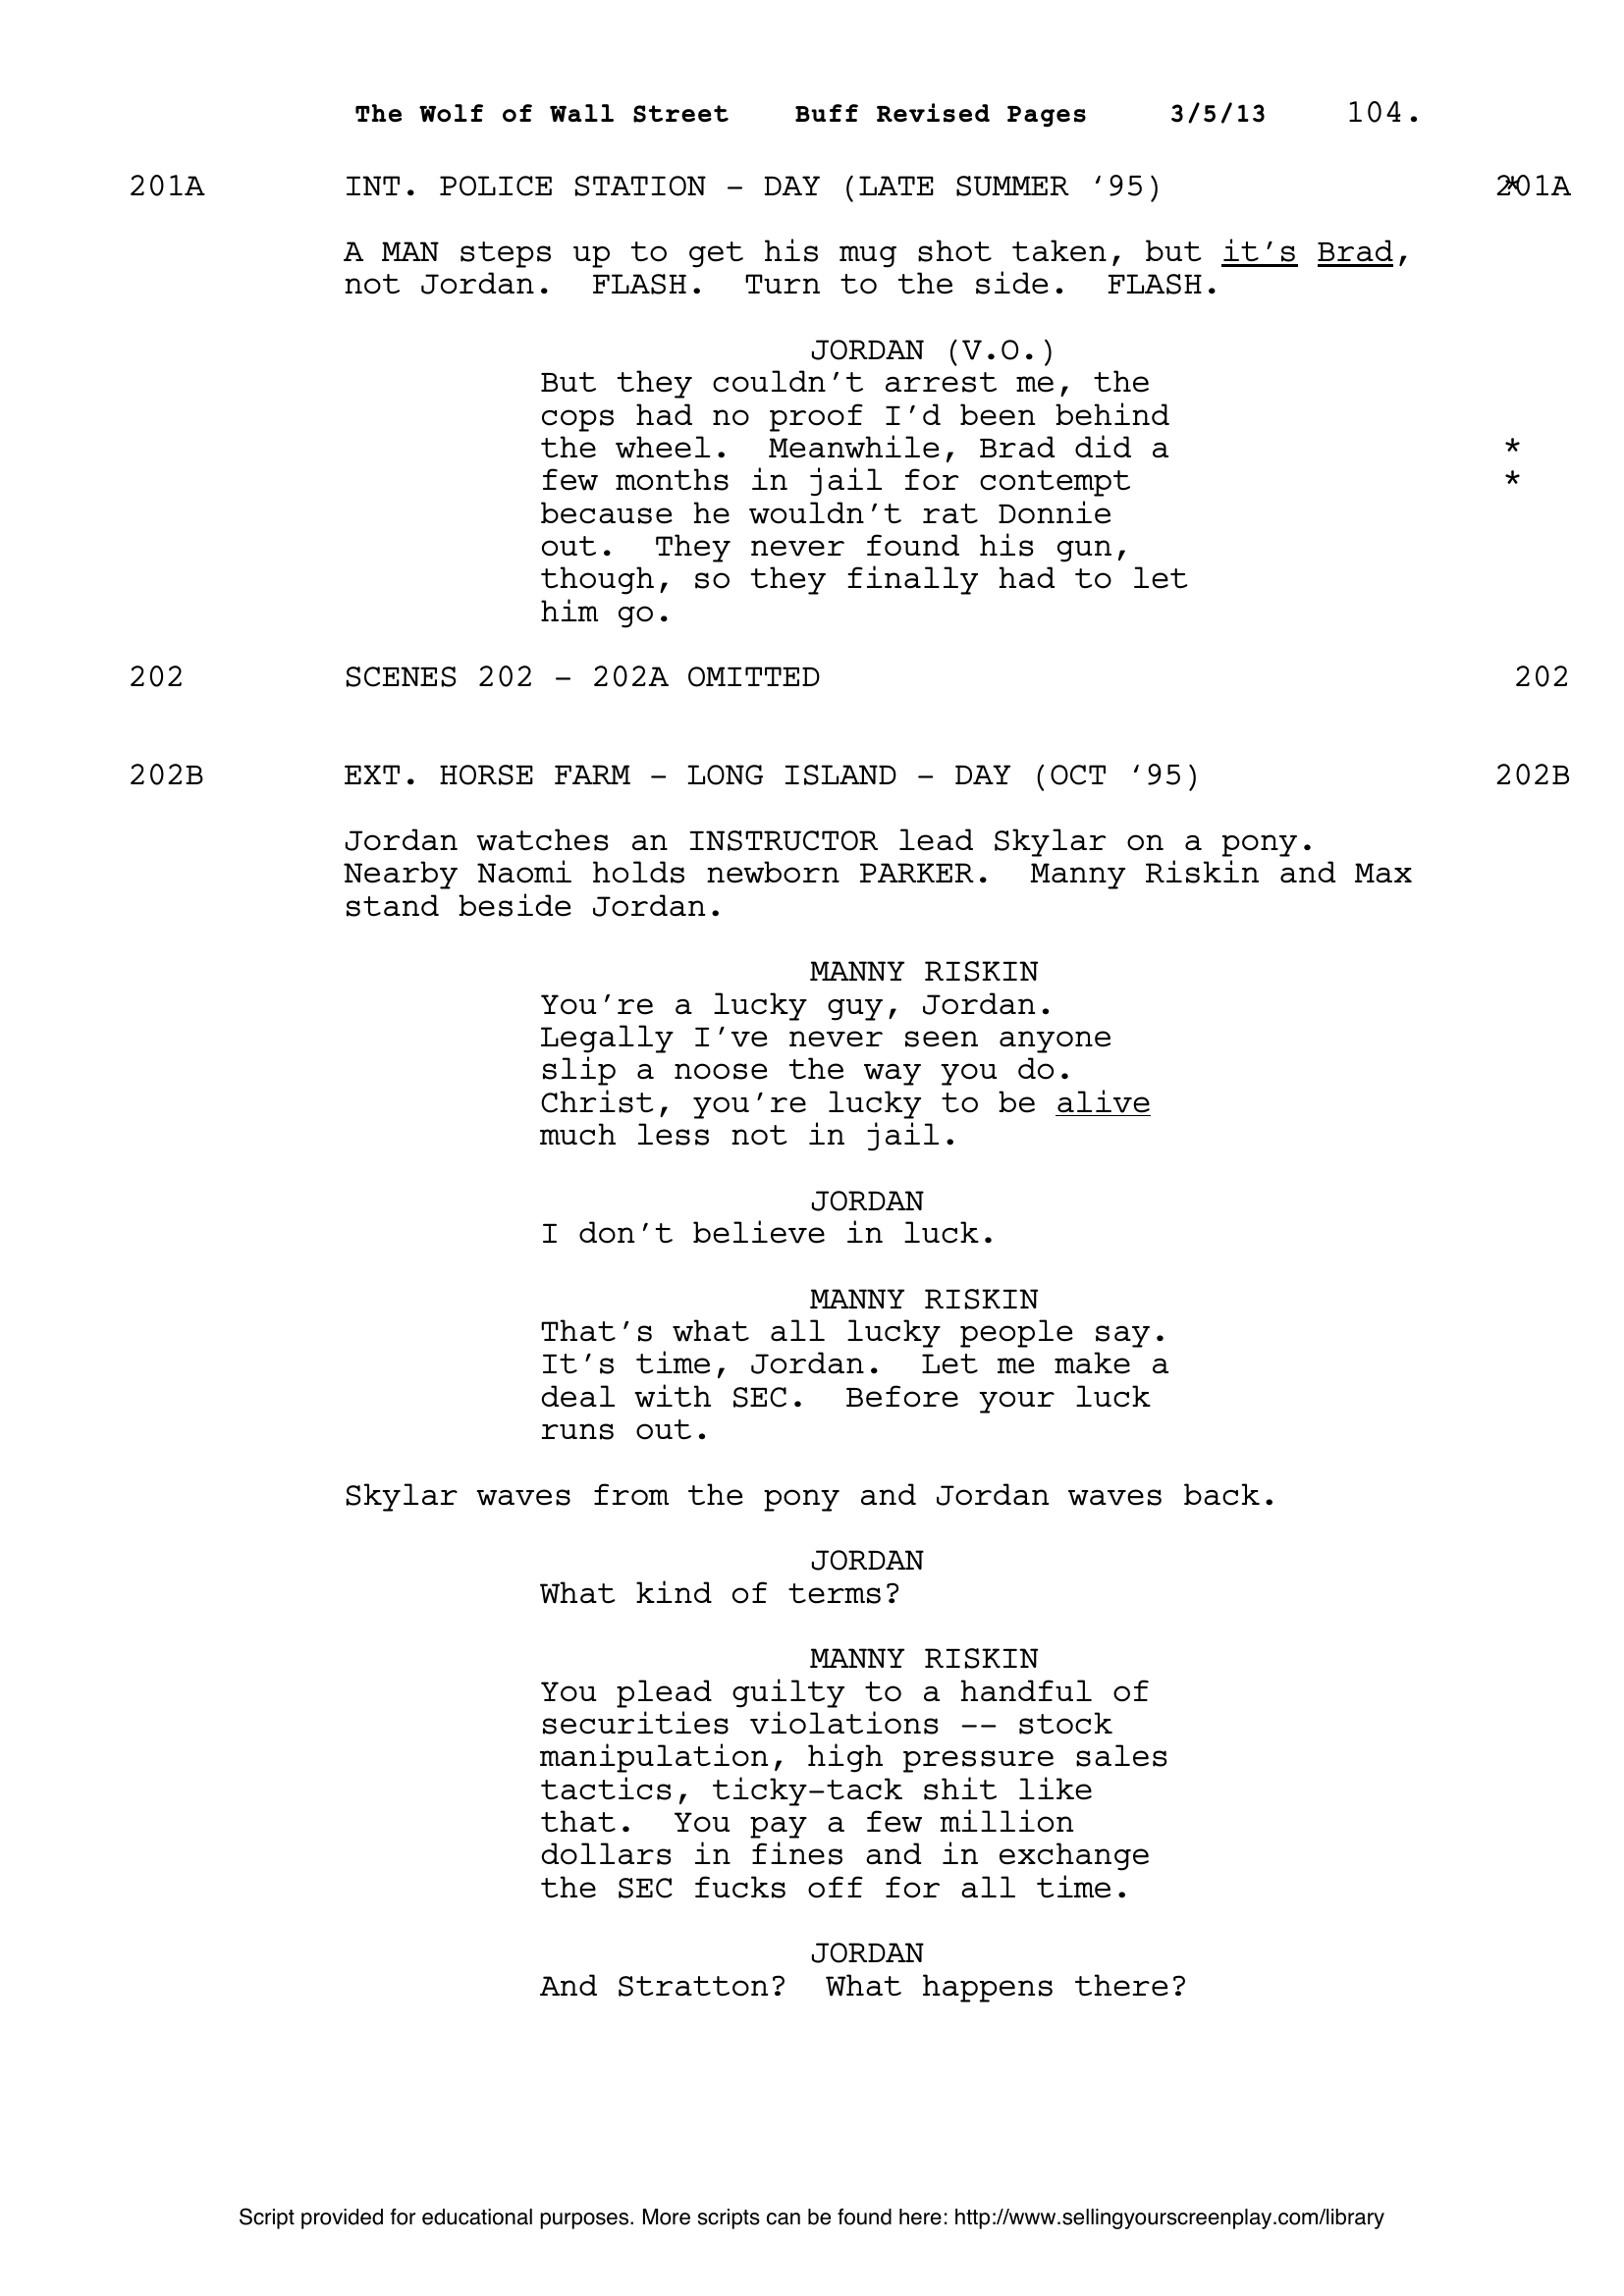 The Wolf of Wall Street    Buff Revised Pages    3/5/13    104.
201A    INT. POLICE STATION – DAY (LATE SUMMER ‘95)    *201A
A MAN steps up to get his mug shot taken, but it’s Brad,
not Jordan.  FLASH.  Turn to the side.  FLASH.
JORDAN (V.O.)
But they couldn’t arrest me, the
cops had no proof I’d been behind
the wheel.  Meanwhile, Brad did a    *
few months in jail for contempt    *
because he wouldn’t rat Donnie
out.  They never found his gun,
though, so they finally had to let
him go.
202    SCENES 202 – 202A OMITTED    202
202B    EXT. HORSE FARM – LONG ISLAND – DAY (OCT ‘95)    202B
Jordan watches an INSTRUCTOR lead Skylar on a pony.
Nearby Naomi holds newborn PARKER.  Manny Riskin and Max
stand beside Jordan.
MANNY RISKIN
You’re a lucky guy, Jordan.
Legally I’ve never seen anyone
slip a noose the way you do.
Christ, you’re lucky to be alive
much less not in jail.
JORDAN
I don’t believe in luck.
MANNY RISKIN
That’s what all lucky people say.
It’s time, Jordan.  Let me make a
deal with SEC.  Before your luck
runs out.
Skylar waves from the pony and Jordan waves back.
JORDAN
What kind of terms?
MANNY RISKIN
You plead guilty to a handful of
securities violations -- stock
manipulation, high pressure sales
tactics, ticky–tack shit like
that.  You pay a few million
dollars in fines and in exchange
the SEC fucks off for all time.
JORDAN
And Stratton?  What happens there?
Script provided for educational purposes. More scripts can be found here: http://www.sellingyourscreenplay.com/library